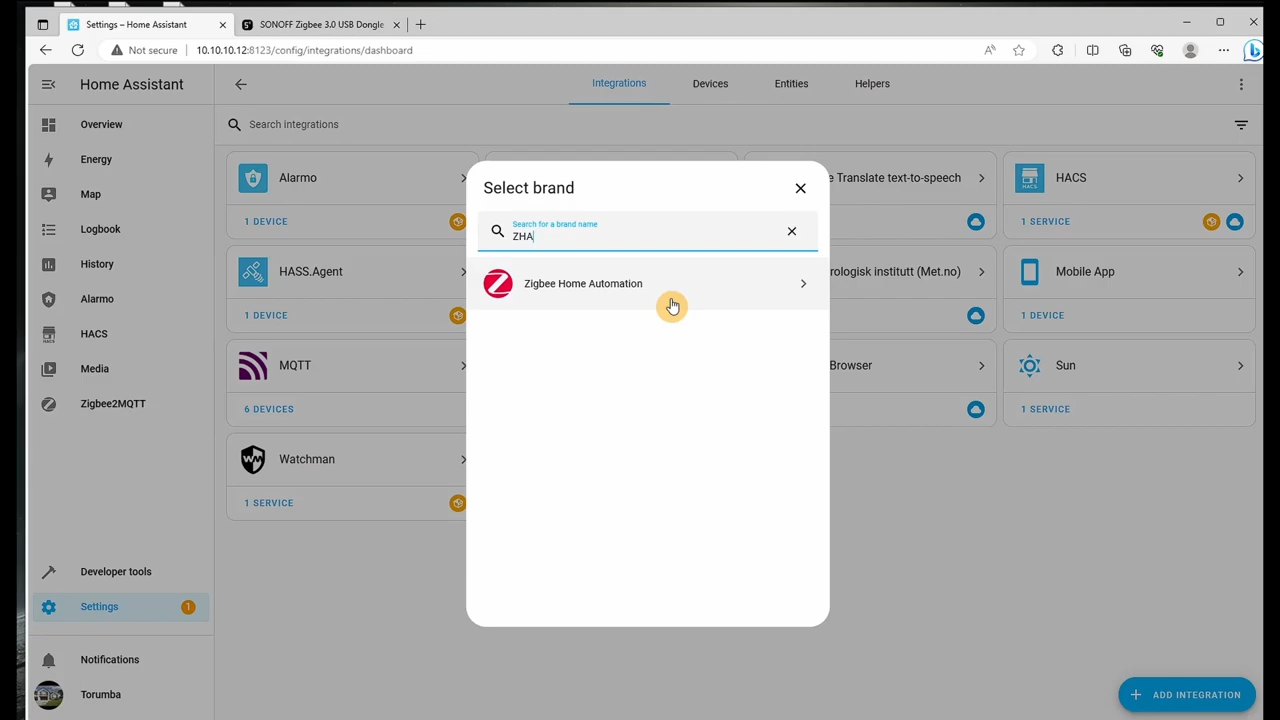 Settings – Home Assistant
SONOFF Zigbee 3.0 USB Dongle
Not secure
10.10.10.12:8123/config/integrations/dashboard
Home Assistant
Integrations
Devices
Entities
Helpers
Overview
Energy
Map
Logbook
History
Alarmo
HACS
Media
Zigbee2MQTT
Developer tools
Settings
1
Notifications
Torumba
Search integrations
Alarmo
1 DEVICE
Translate text-to-speech
HACS
1 SERVICE
HASS.Agent
1 DEVICE
rologisk institutt (Met.no)
Mobile App
1 DEVICE
MQTT
6 DEVICES
Browser
Sun
1 SERVICE
Watchman
1 SERVICE
Select brand
Search for a brand name
ZHA
Zigbee Home Automation
ADD INTEGRATION